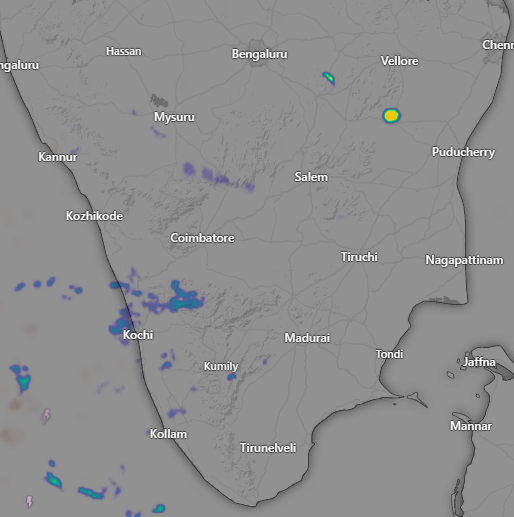 Hassan
Bengaluru
Chenn
ngaluru
Vellore
Mysuru
Kannur
Puducherry
Salem
Kozhikode
Coimbatore
Tiruchi
Nagapattinam
Kochi
Madurai
Tondi
Jaffna
Kumily
Mannar
Kollam
Tirunelveli